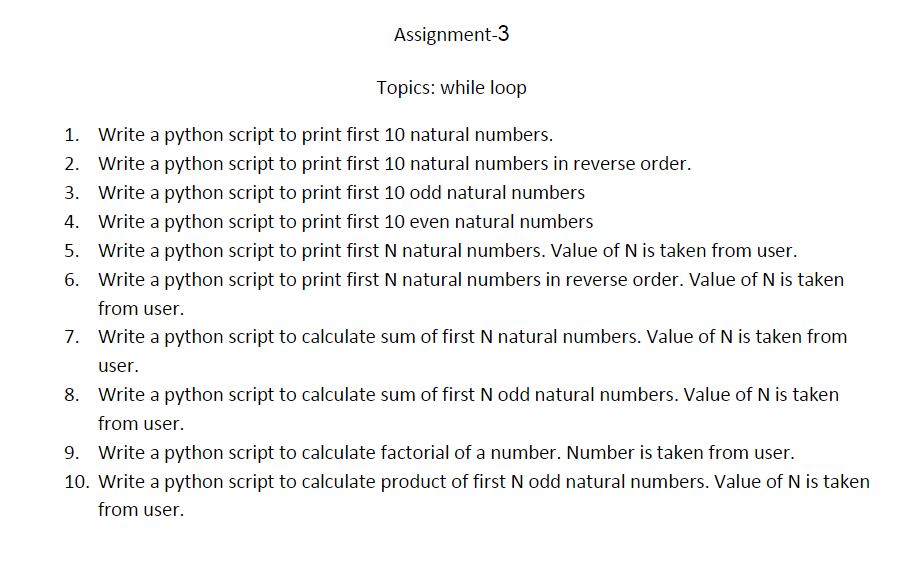 Assignment-3
Topics: while loop
1. Write a python script to print first 10 natural numbers.
2. Write a python script to print first 10 natural numbers in reverse order.
3. Write a python script to print first 10 odd natural numbers
4. Write a python script to print first 10 even natural numbers
5. Write a python script to print first N natural numbers. Value of N is taken from user.
6. Write a python script to print first N natural numbers in reverse order. Value of N is taken
from user.
7. Write a python script to calculate sum of first N natural numbers. Value of N is taken from
user.
8. Write a python script to calculate sum of first N odd natural numbers. Value of N is taken
from user.
9. Write a python script to calculate factorial of a number. Number is taken from user.
10. Write a python script to calculate product of first N odd natural numbers. Value of N is taken
from user.